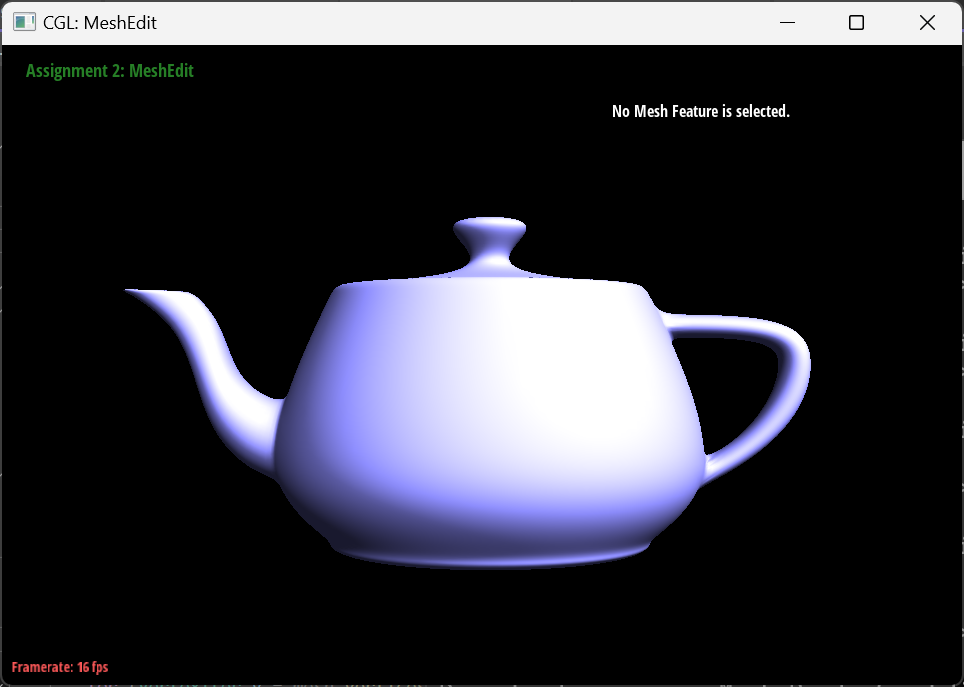 CGL: MeshEdit
Assignment 2: MeshEdit
No Mesh Feature is selected.
Framerate: 16 fps